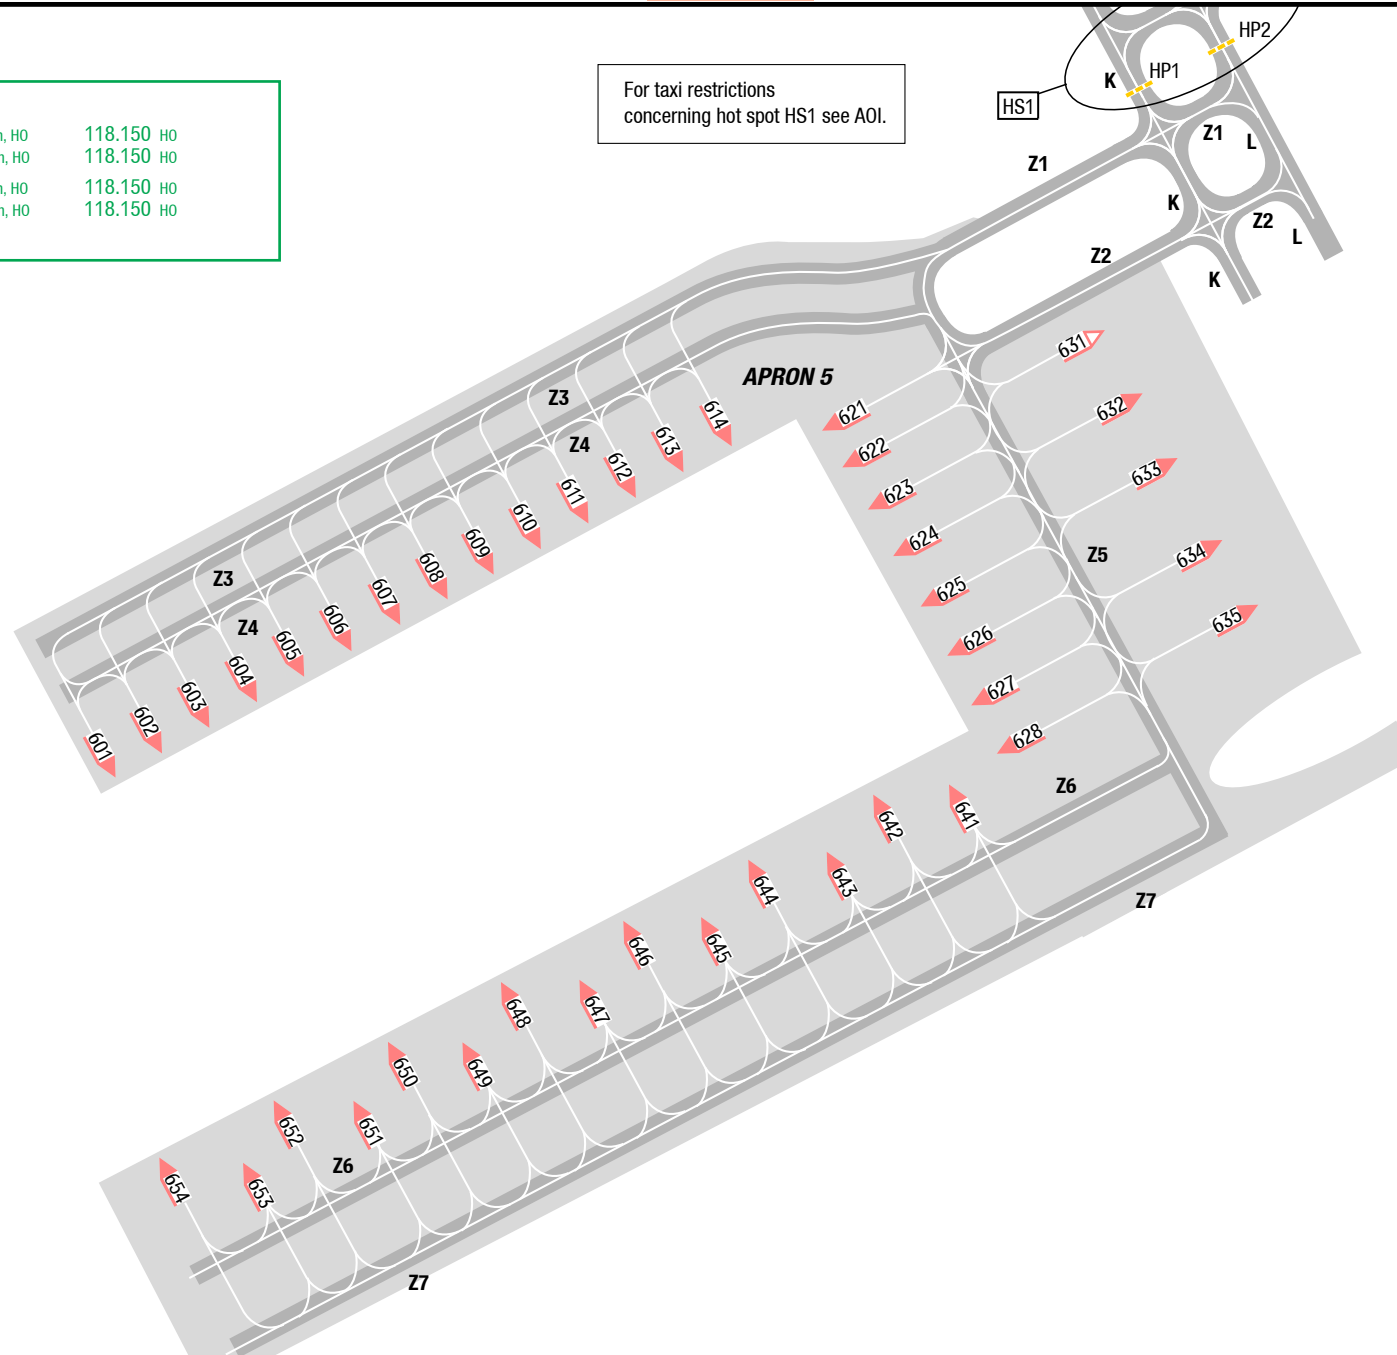 HP2
HP1
K
HS1
For taxi restrictions
concerning hot spot HS1 see AOI.
HO 118.150 HO
HO 118.150 HO
HO 118.150 HO
HO 118.150 HO
Z1
L
Z1
K
Z2
L
Z2
K
APRON 5
631
632
633
634
635
621
622
623
624
625
626
627
628
Z5
Z3
Z4
Z3
Z4
614
613
612
611
610
609
608
607
606
605
604
603
602
601
Z6
Z7
641
642
643
644
645
646
647
648
649
650
651
652
653
654
Z6
Z7